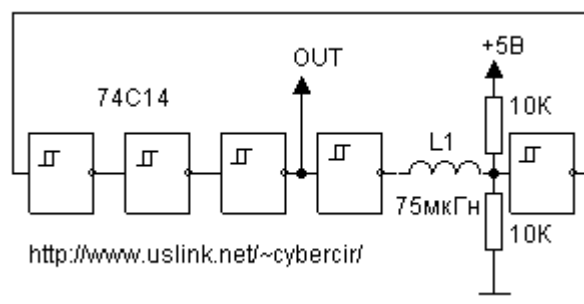 +5В
OUT
74C14
10K
L1
75мкГн
10K
http://www.uslink.net/~cybercir/